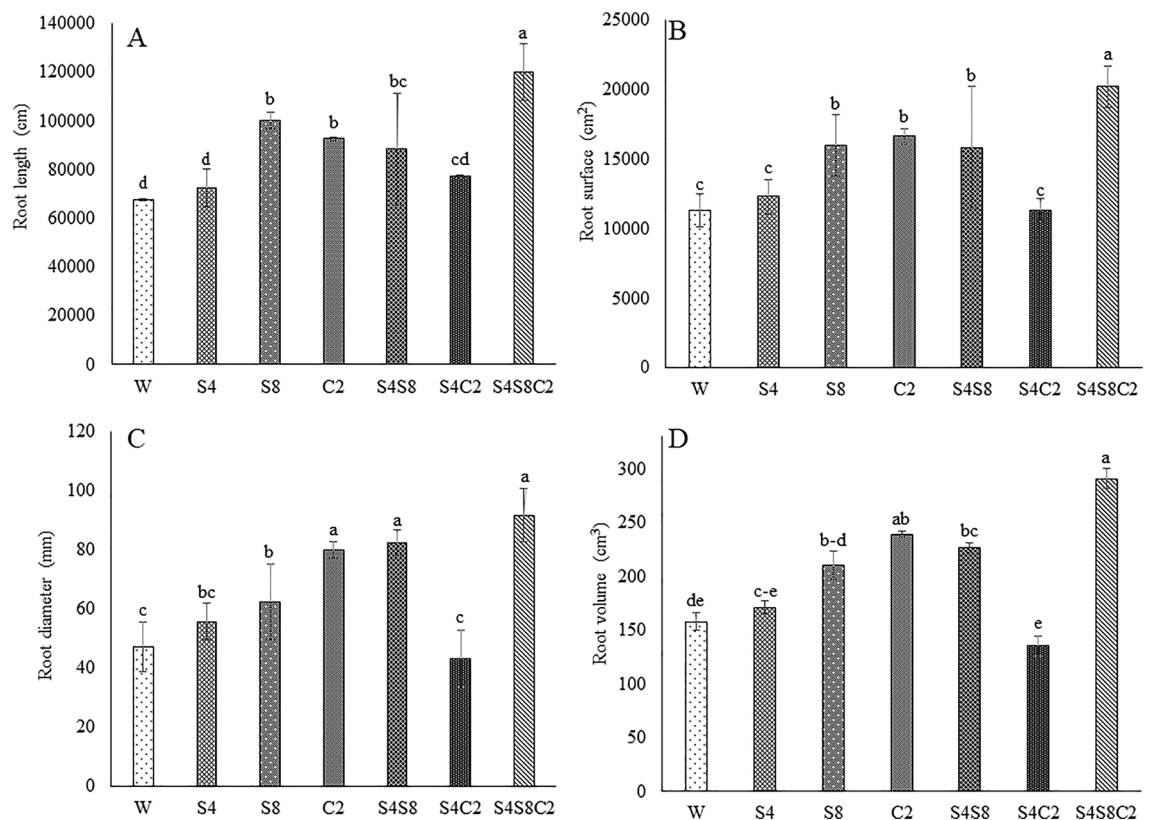 A
Root length (cm)
140000
120000
100000
80000
60000
40000
20000
0
d
d
b
b
bc
cd
a
W S4 S8 C2 S4S8 S4C2 S4S8C2
B
Root surface (cm²)
25000
20000
15000
10000
5000
0
c
c
b
b
b
c
a
W S4 S8 C2 S4S8 S4C2 S4S8C2
C
Root diameter (mm)
120
100
80
60
40
20
0
c
bc
b
a
a
c
a
W S4 S8 C2 S4S8 S4C2 S4S8C2
D
Root volume (cm³)
300
250
200
150
100
50
0
de
c-e
b-d
ab
bc
e
a
W S4 S8 C2 S4S8 S4C2 S4S8C2